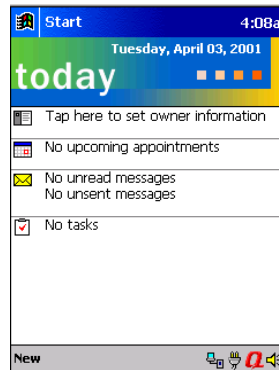 Start 4:08a
Tuesday, April 03, 2001
today
Tap here to set owner information
No upcoming appointments
No unread messages
No unsent messages
No tasks
New